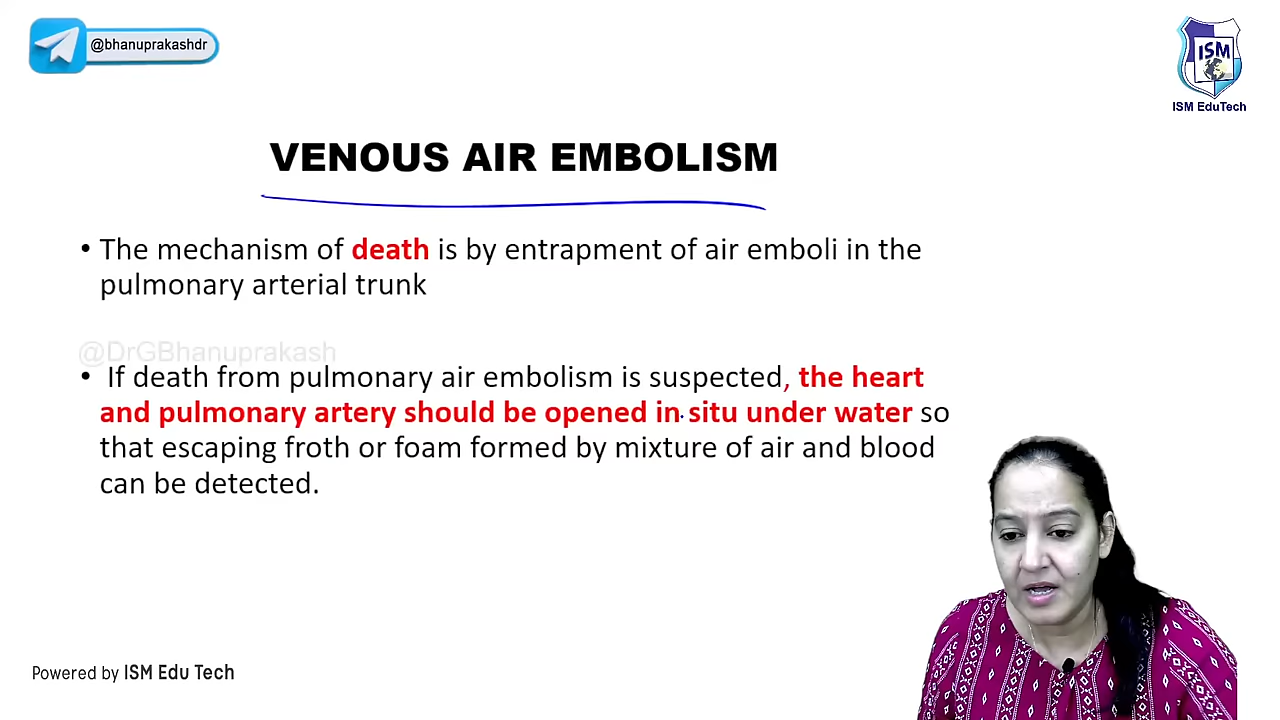 @bhanuprakashdr
ISM
ISM EduTech
VENOUS AIR EMBOLISM
• The mechanism of death is by entrapment of air emboli in the
pulmonary arterial trunk
@DrGBhanuprakash
• If death from pulmonary air embolism is suspected, the heart
and pulmonary artery should be opened in situ under water so
that escaping froth or foam formed by mixture of air and blood
can be detected.
Powered by ISM Edu Tech